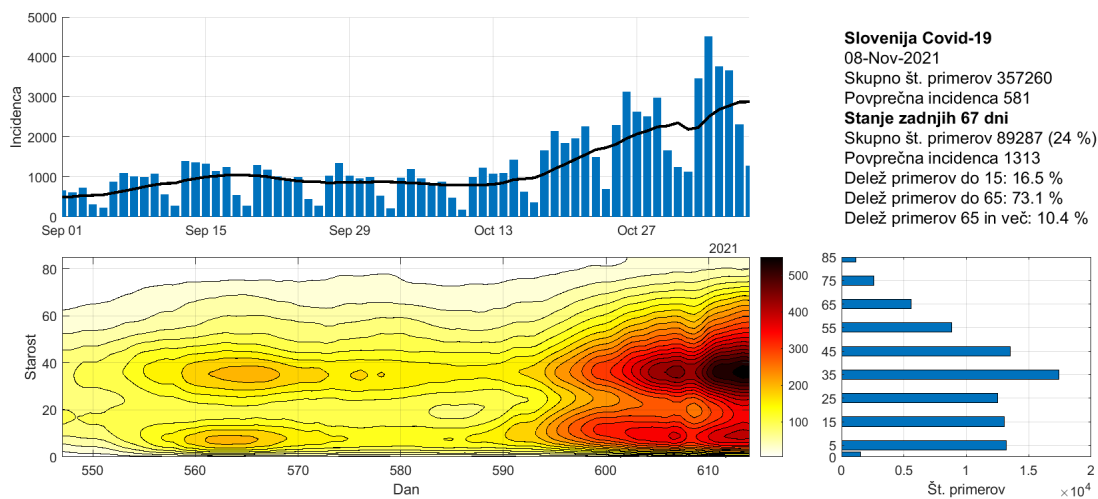 5000
4000
3000
2000
1000
0
Incidenca
Sep 01
Sep 15
Sep 29
Oct 13
Oct 27
2021
Slovenija Covid-19
08-Nov-2021
Skupno št. primerov 357260
Povprečna incidenca 581
Stanje zadnjih 67 dni
Skupno št. primerov 89287 (24 %)
Povprečna incidenca 1313
Delež primerov do 15: 16.5 %
Delež primerov do 65: 73.1 %
Delež primerov 65 in več: 10.4 %
80
60
40
20
0
Starost
550
560
570
580
590
600
610
Dan
500
400
300
200
100
85
75
65
55
45
35
25
15
5
0
0
0.5
1
1.5
2
×10⁴
Št. primerov